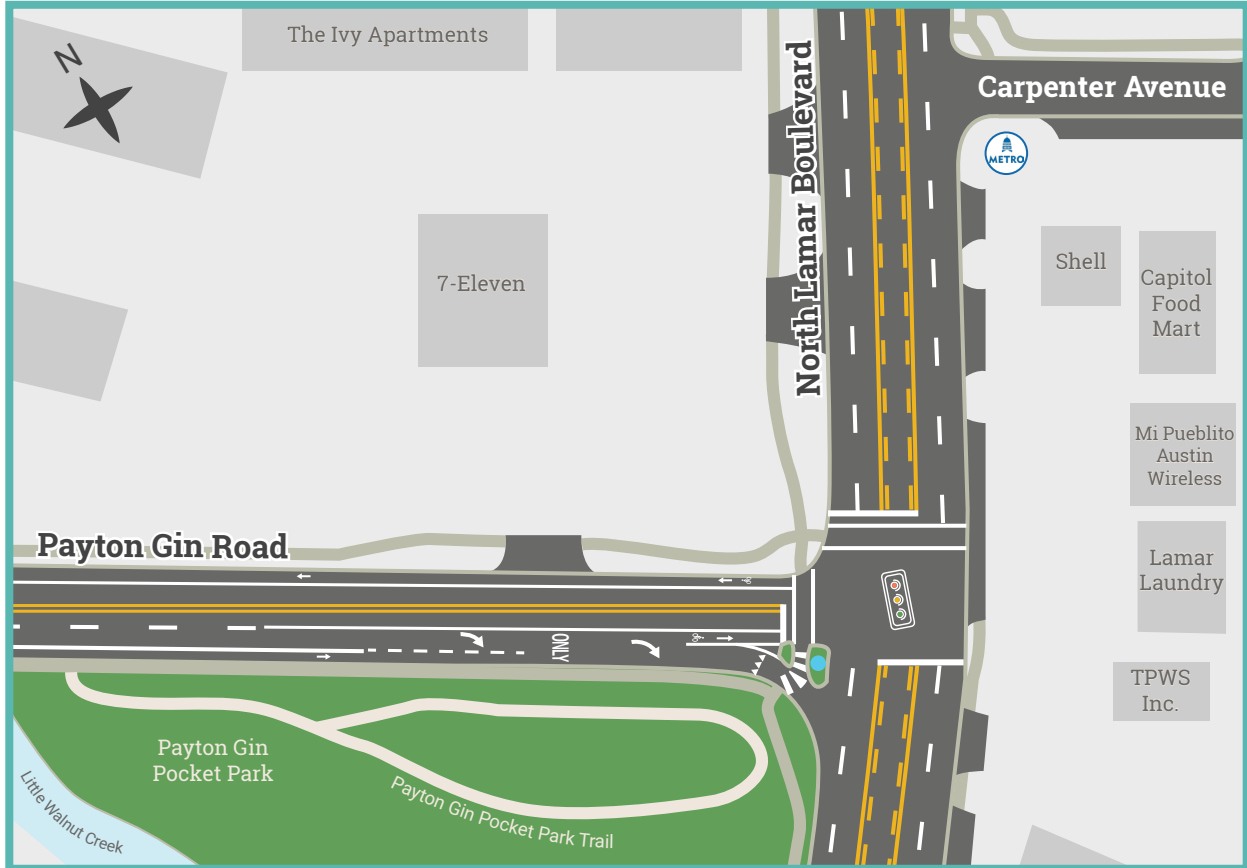 N
The Ivy Apartments
North Lamar Boulevard
Carpenter Avenue
METRO
7-Eleven
Shell
Capitol
Food
Mart
Mi Pueblito
Austin
Wireless
Lamar
Laundry
TPWS
Inc.
Payton Gin Road
ONLY
Payton Gin
Pocket Park
Payton Gin Pocket Park Trail
Little Walnut Creek